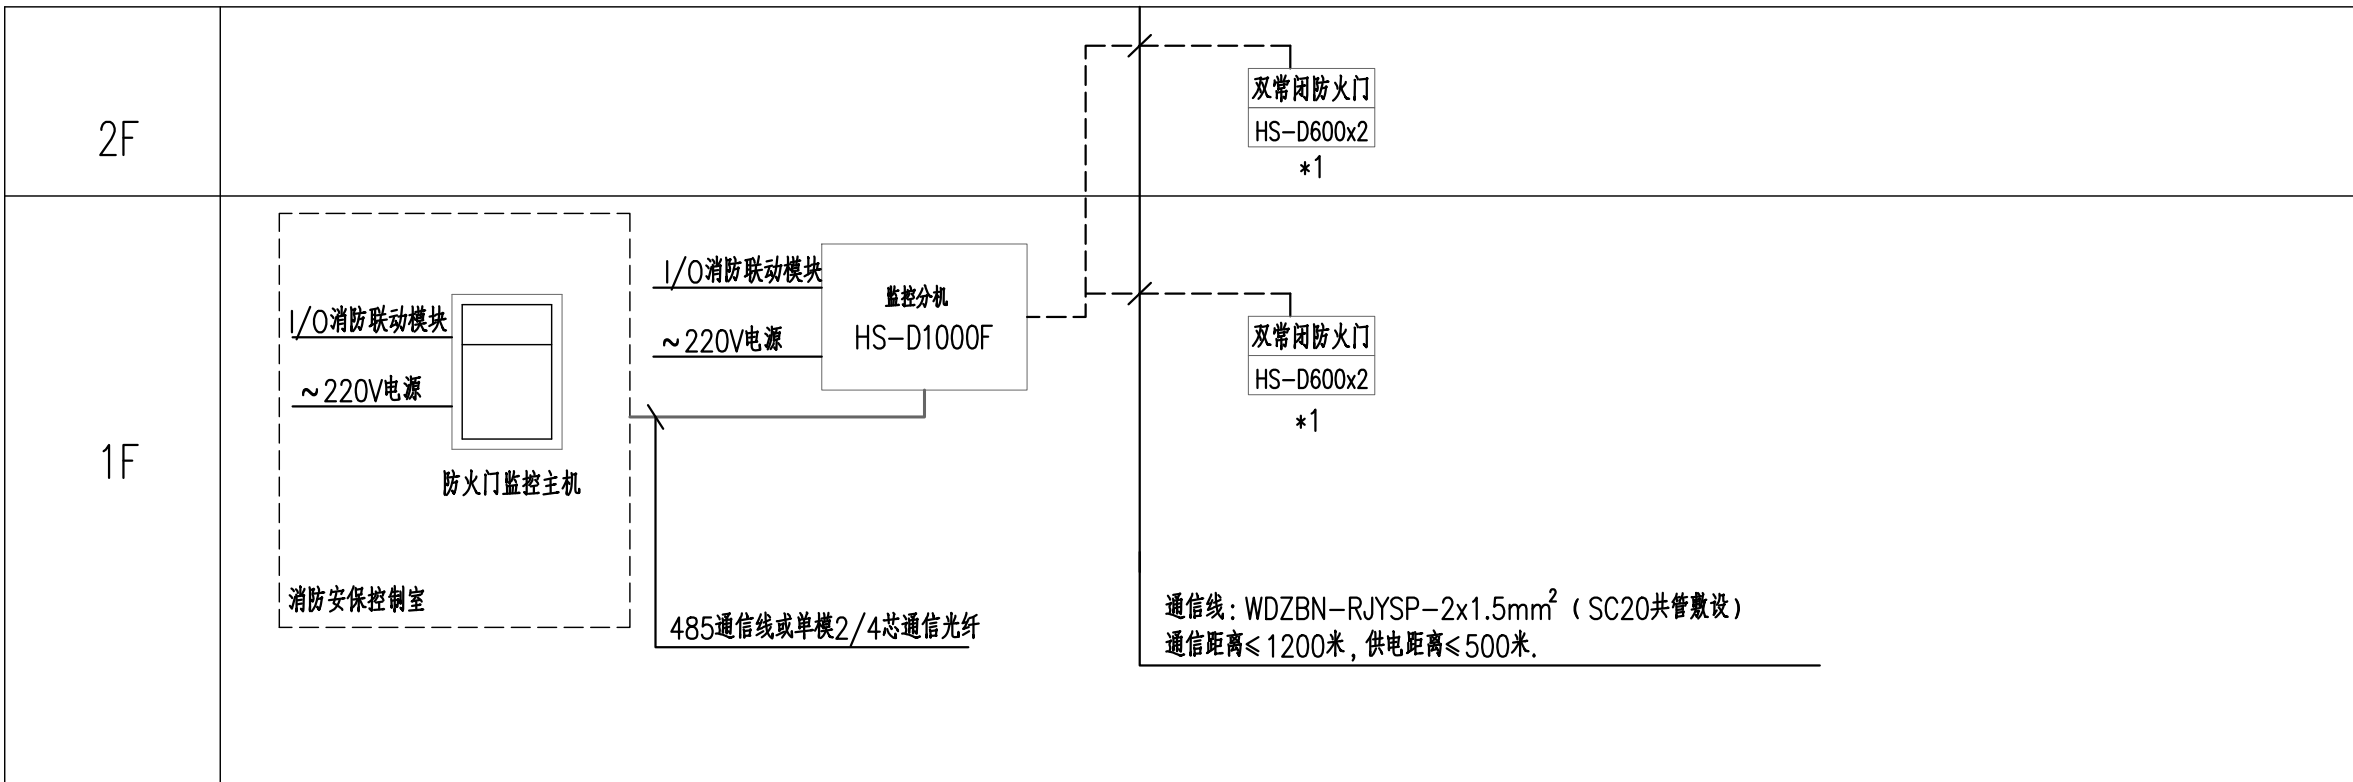 2F
双常闭防火门
HS-D600x2
*1
1F
I/O消防联动模块
~220V电源
防火门监控主机
消防安保控制室
I/O消防联动模块
~220V电源
监控分机
HS-D1000F
485通信线或单模2/4芯通信光纤
双常闭防火门
HS-D600x2
*1
通信线：WDZBN-RJYSP-2x1.5mm²（SC20共管敷设）
通信距离≤1200米，供电距离≤500米.